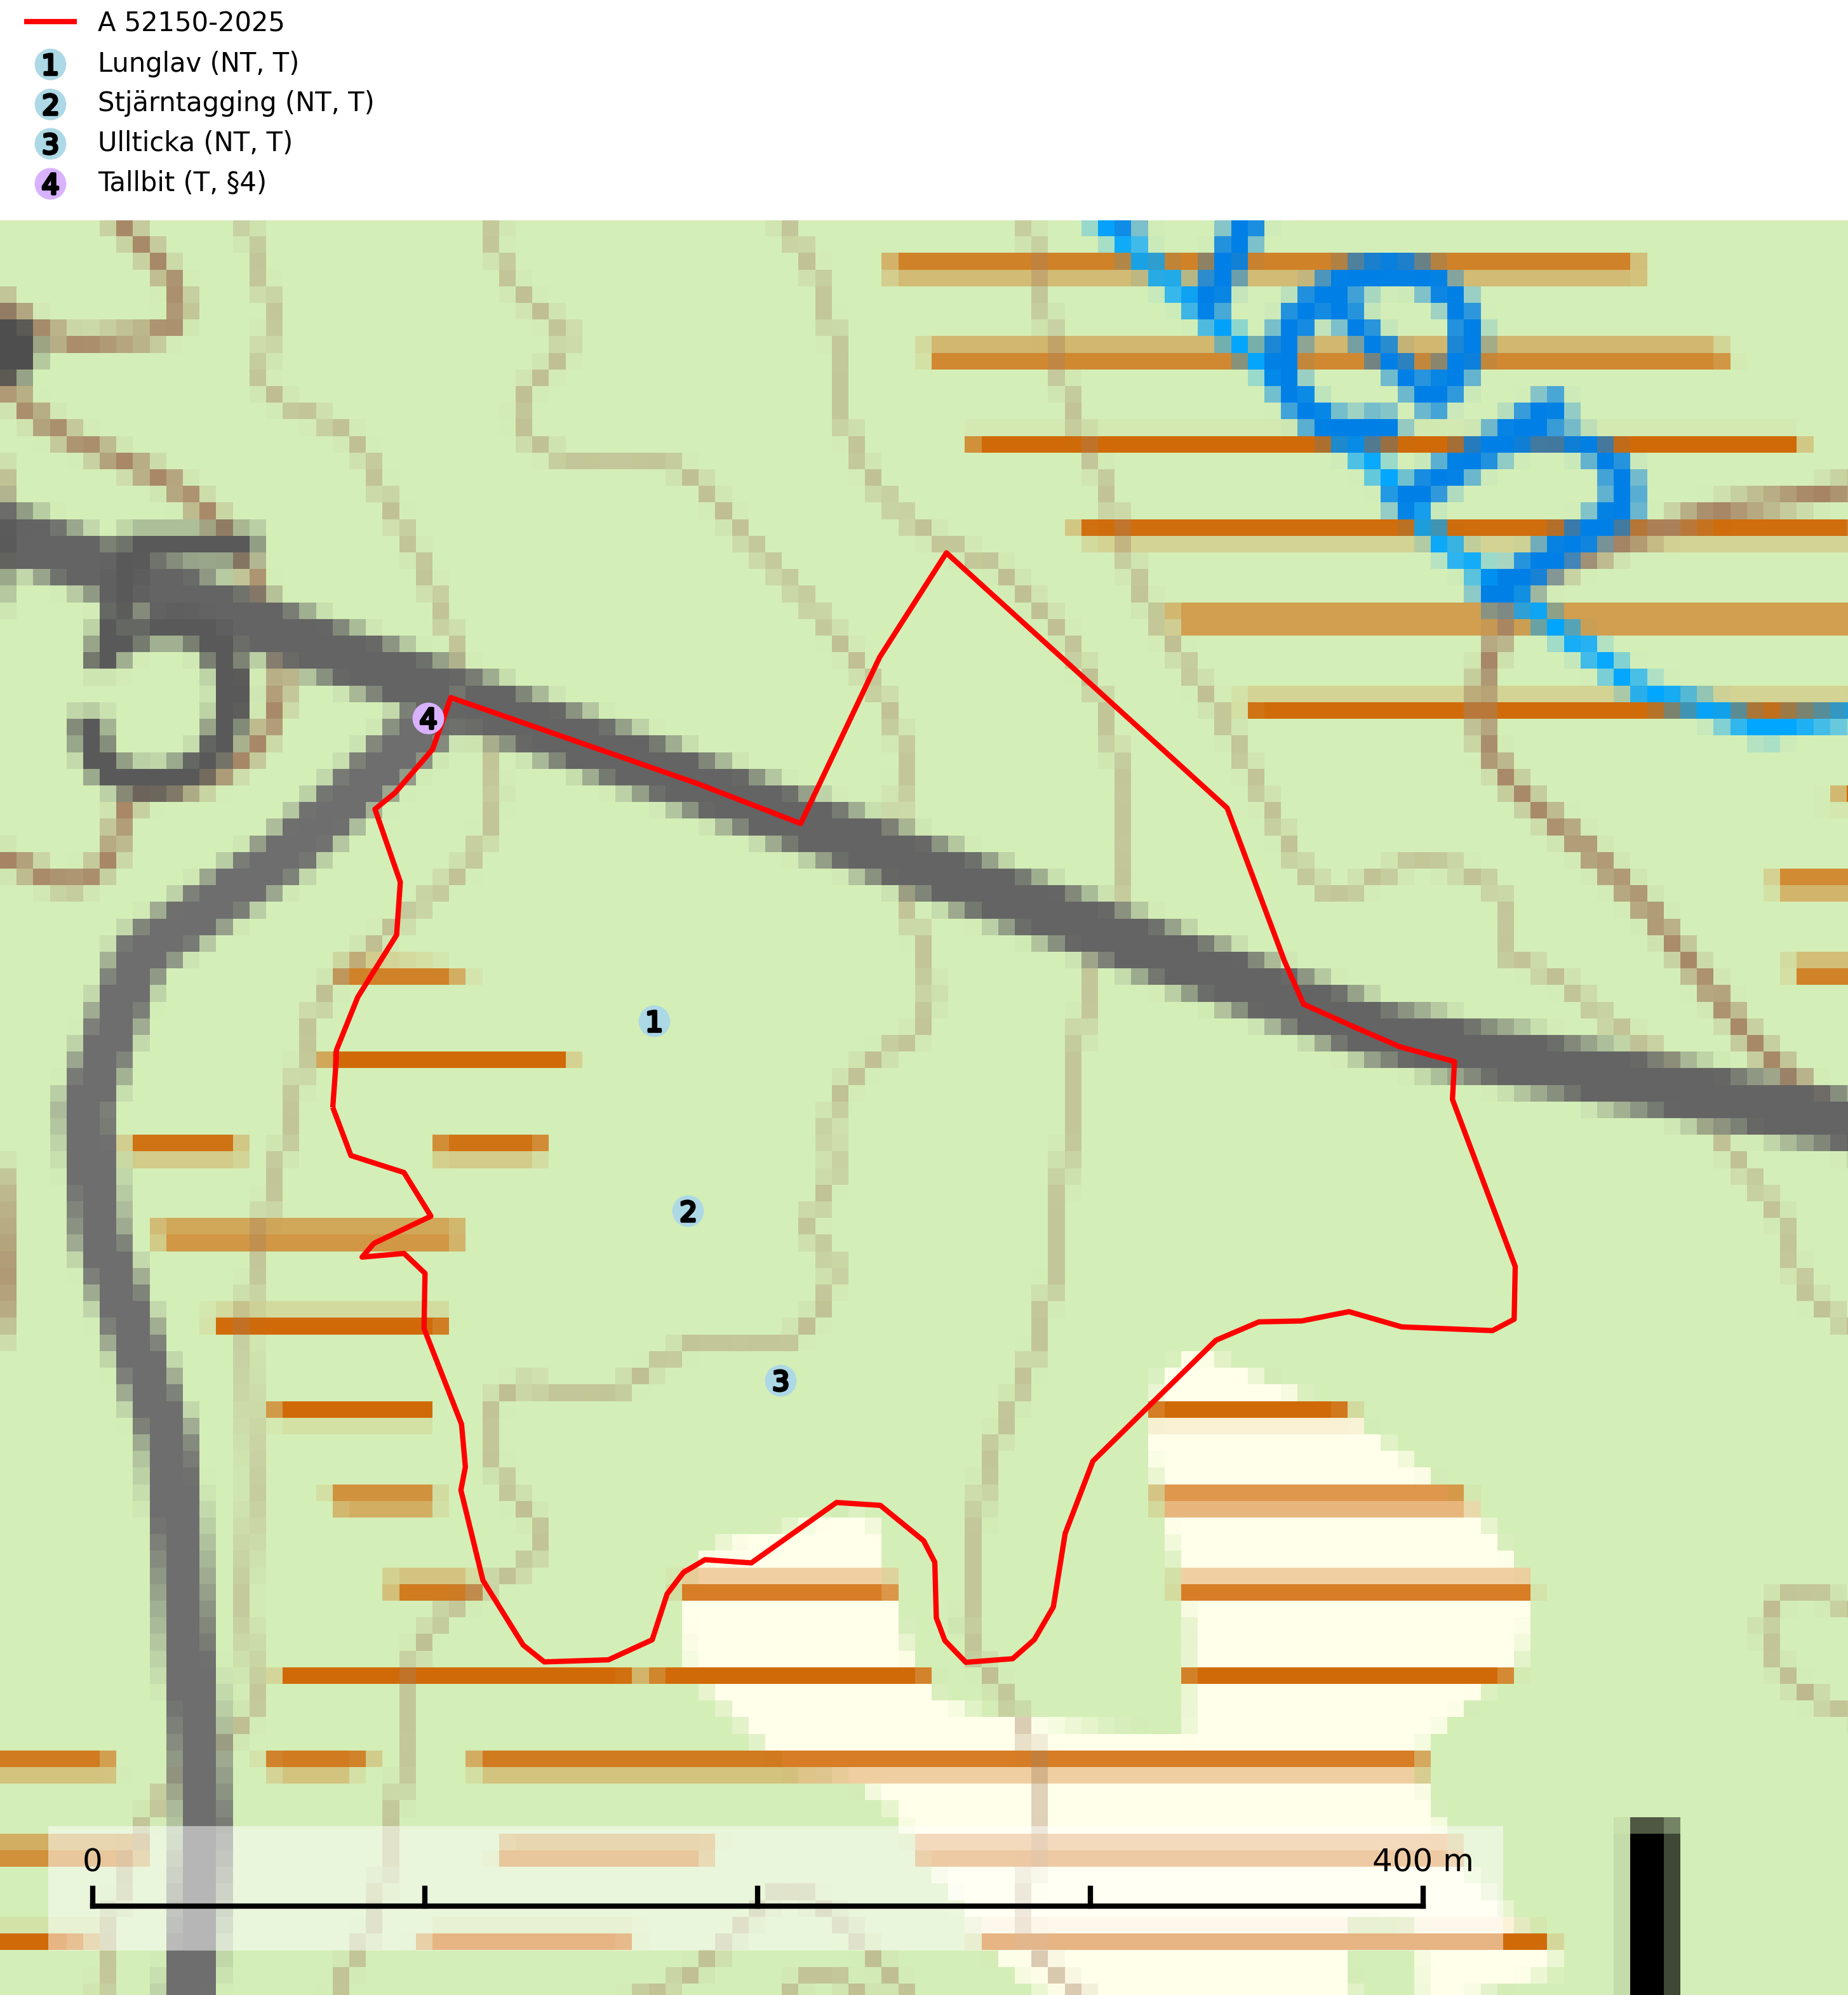 A 52150-2025
1 Lunglav (NT, T)
2 Stjärntagging (NT, T)
3 Ullticka (NT, T)
4 Tallbit (T, §4)
4
1
2
3
0 400 m